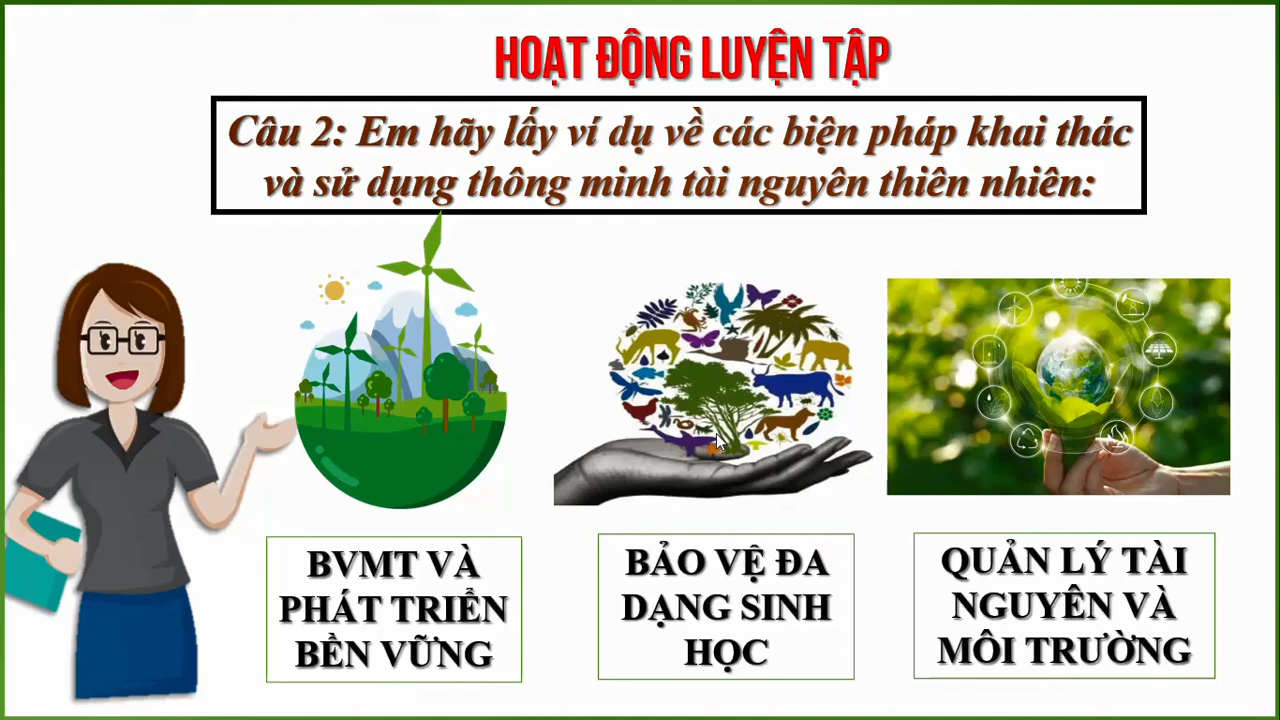 HOẠT ĐỘNG LUYỆN TẬP
Câu 2: Em hãy lấy ví dụ về các biện pháp khai thác
và sử dụng thông minh tài nguyên thiên nhiên:
BVMT VÀ
PHÁT TRIỂN
BỀN VỮNG
BẢO VỆ ĐA
DẠNG SINH
HỌC
QUẢN LÝ TÀI
NGUYÊN VÀ
MÔI TRƯỜNG